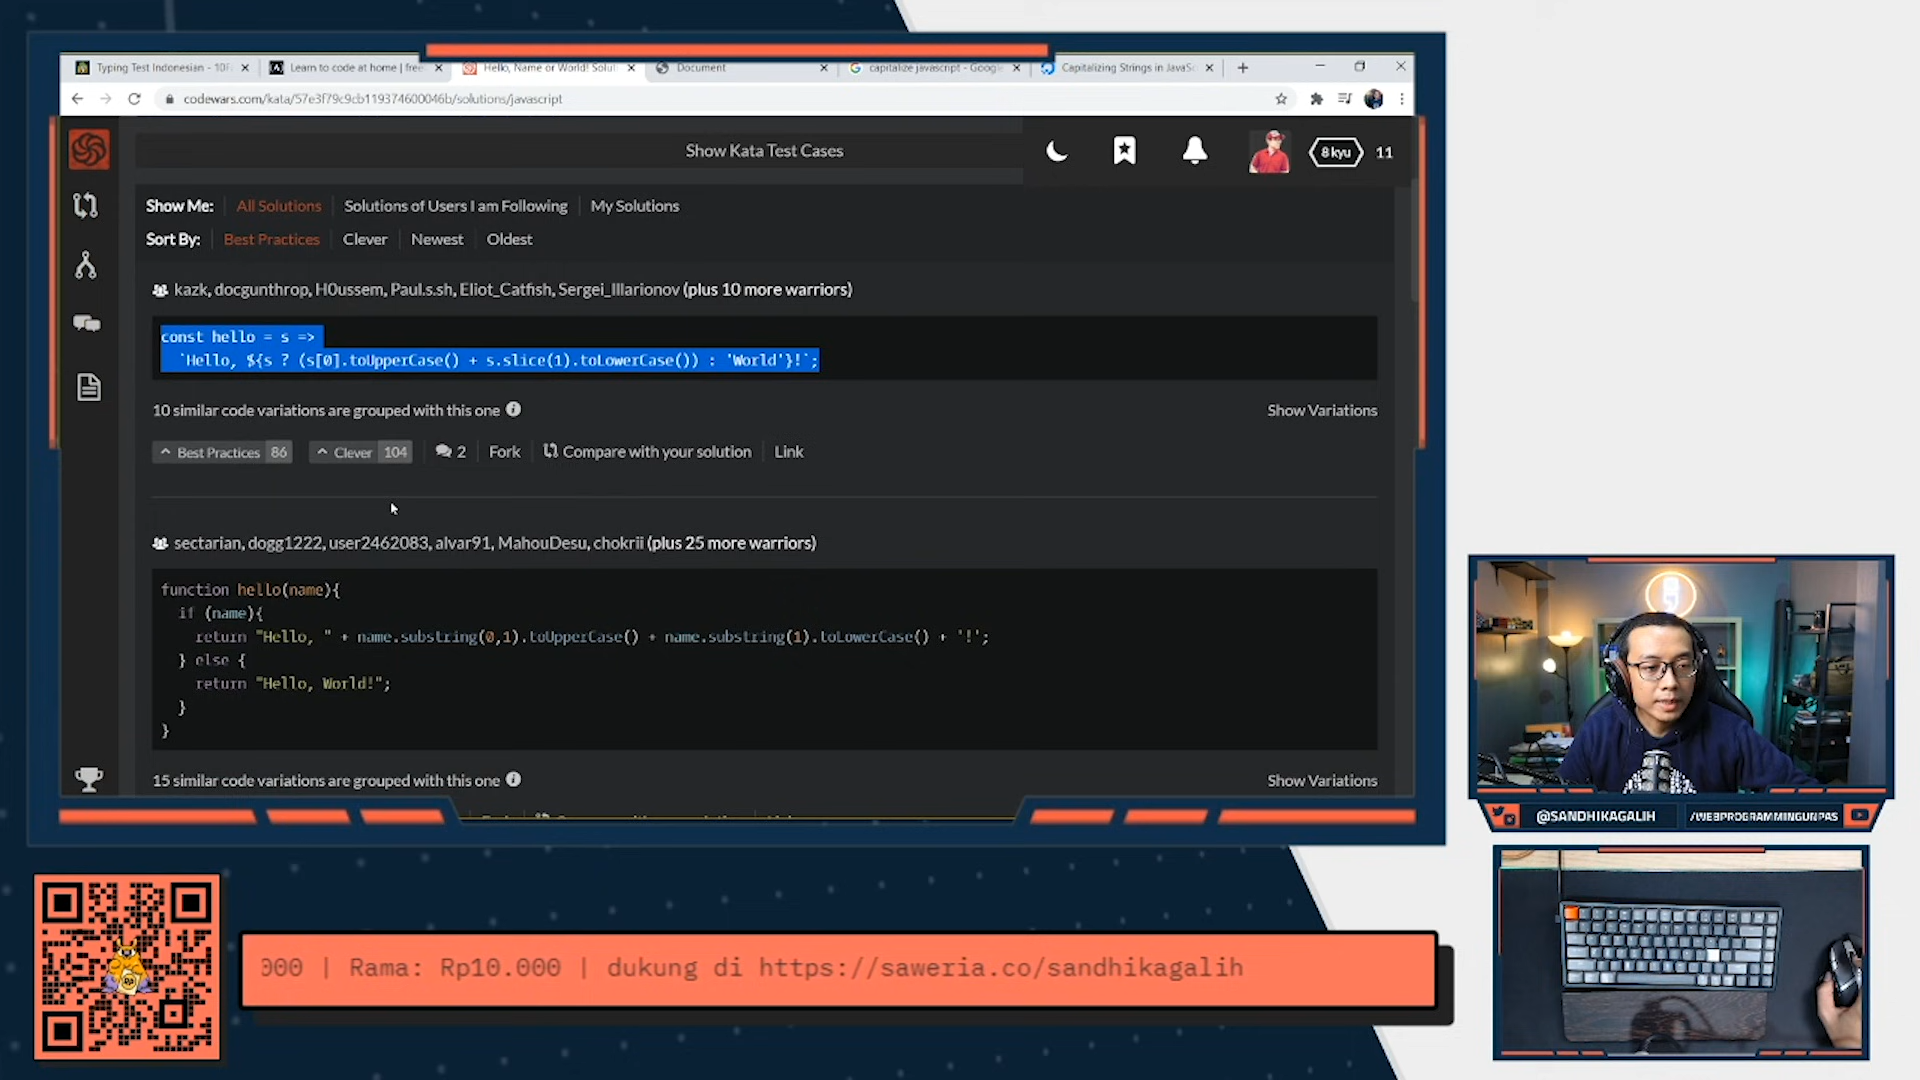 Typing Test Indonesian - 10F
Learn to code at home | free
Hello, Name or World! Solut
Document
capitalize javascript - Goog
Capitalizing Strings in JavaSc
codewars.com/kata/57e3f79c9cb119374600046b/solutions/javascript
Show Kata Test Cases
8 kyu
11
Show Me: All Solutions Solutions of Users I am Following My Solutions
Sort By: Best Practices Clever Newest Oldest
kazk, docgunthrop, H0ussem, Paul.s.sh, Eliot_Catfish, Sergei_Illarionov (plus 10 more warriors)
const hello = s =>
`Hello, ${s ? (s[0].toUpperCase() + s.slice(1).toLowerCase()) : 'World'}!`;
10 similar code variations are grouped with this one
Show Variations
Best Practices 86 Clever 104 2 Fork Compare with your solution Link
sectarian, dogg1222, user2462083, alvar91, MahouDesu, chokrii (plus 25 more warriors)
function hello(name){
if (name){
return "Hello, " + name.substring(0,1).toUpperCase() + name.substring(1).toLowerCase() + '!';
} else {
return "Hello, World!";
}
}
15 similar code variations are grouped with this one
Show Variations
@SANDHIKAGALIH
/WEBPROGRAMMINGUNPAS
000 | Rama: Rp10.000 | dukung di https://saweria.co/sandhikagalih